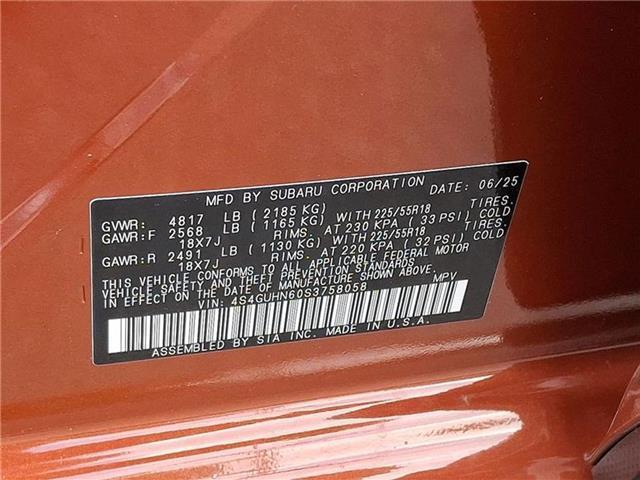 MFD BY SUBARU CORPORATION DATE: 06/25
GVWR: 4817 LB (2185 KG)
GAWR:F 2568 LB (1165 KG) WITH 225/55R18 TIRES.
18X7J RIMS. AT 230 KPA (33 PSI) COLD
GAWR:R 2491 LB (1130 KG) WITH 225/55R18 TIRES.
18X7J RIMS. AT 220 KPA (32 PSI) COLD
THIS VEHICLE CONFORMS TO ALL APPLICABLE FEDERAL MOTOR
VEHICLE SAFETY AND THEFT PREVENTION STANDARDS
IN EFFECT ON THE DATE OF MANUFACTURE SHOWN ABOVE.
VIN: 4S4GUHN60S3758058 MPV
ASSEMBLED BY SIA INC. MADE IN U.S.A.